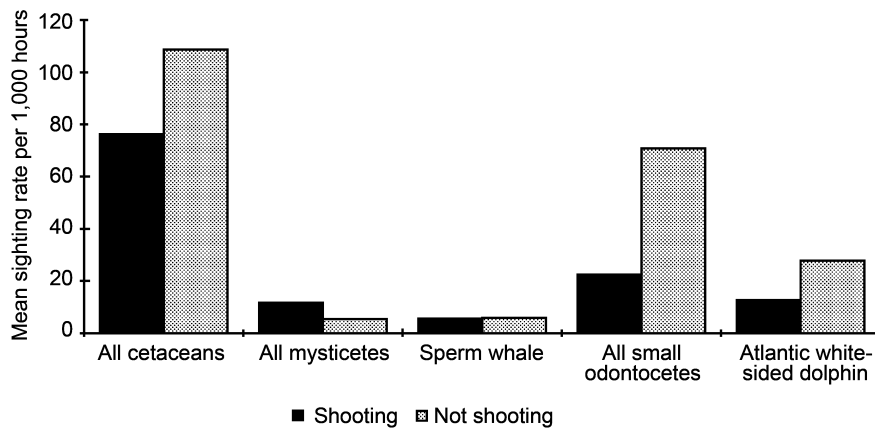 Mean sighting rate per 1,000 hours
120
100
80
60
40
20
0
All cetaceans
All mysticetes
Sperm whale
All small
odontocetes
Atlantic white-
sided dolphin
Shooting
Not shooting